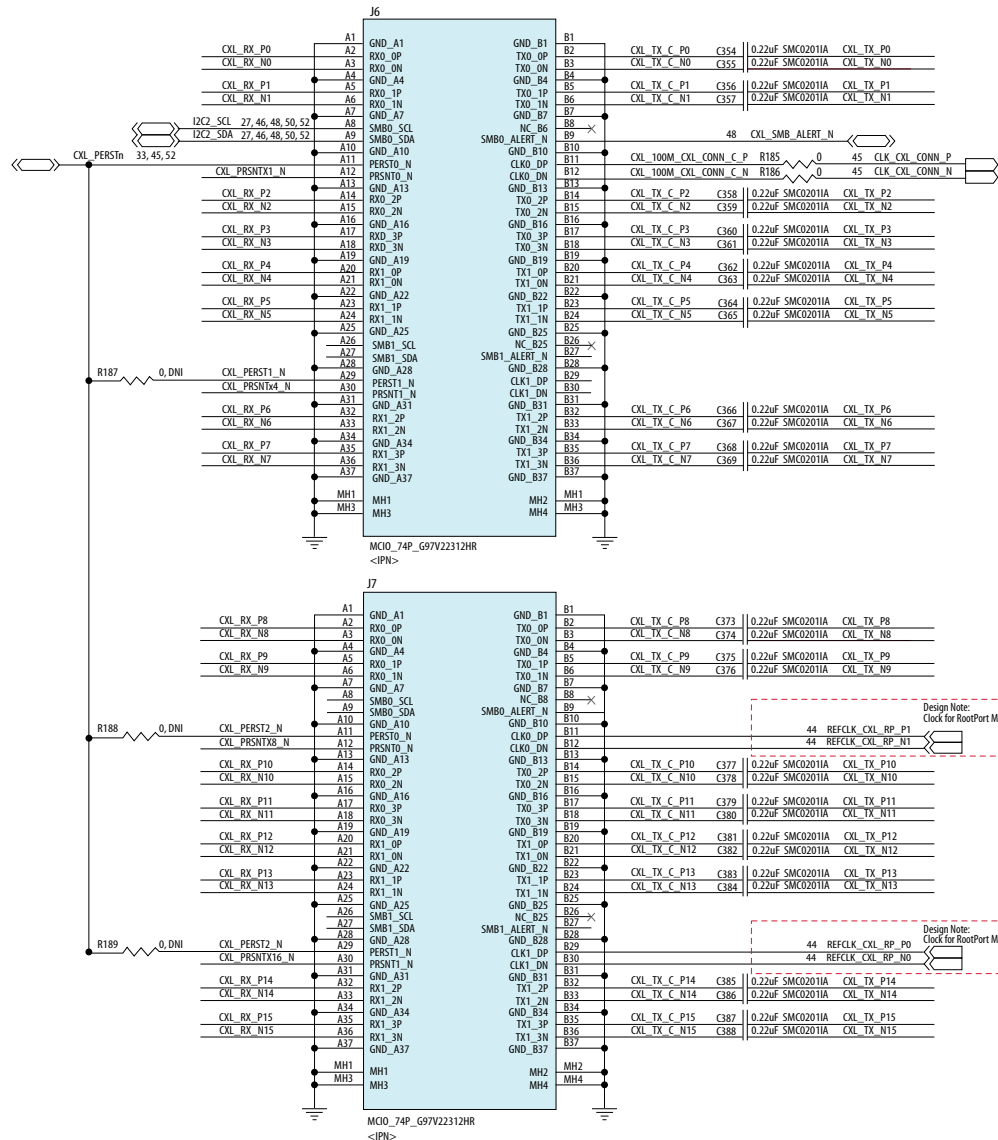 J6
A1 GND_A1 GND_B1 B1
CXL_RX_P0 A2 RX0_0P TX0_0P B2 CXL_TX_C_P0 C354 0.22uF SMC0201IA CXL_TX_P0
CXL_RX_N0 A3 RX0_0N TX0_0N B3 CXL_TX_C_N0 C355 0.22uF SMC0201IA CXL_TX_N0
A4 GND_A4 GND_B4 B4
CXL_RX_P1 A5 RX0_1P TX0_1P B5 CXL_TX_C_P1 C356 0.22uF SMC0201IA CXL_TX_P1
CXL_RX_N1 A6 RX0_1N TX0_1N B6 CXL_TX_C_N1 C357 0.22uF SMC0201IA CXL_TX_N1
A7 GND_A7 GND_B7 B7
I2C2_SCL 27, 46, 48, 50, 52 A8 SMB0_SCL NC_B6 B8
I2C2_SDA 27, 46, 48, 50, 52 A9 SMB0_SDA SMB0_ALERT_N B9 48 CXL_SMB_ALERT_N
A10 GND_A10 GND_B10 B10
CXL_PERSTn 33, 45, 52 A11 PERST0_N CLK0_DP B11 CXL_100M_CXL_CONN_C_P R185 0 45 CLK_CXL_CONN_P
CXL_PRSNTX1_N A12 PRSNT0_N CLK0_DN B12 CXL_100M_CXL_CONN_C_N R186 0 45 CLK_CXL_CONN_N
A13 GND_A13 GND_B13 B13
CXL_RX_P2 A14 RX0_2P TX0_2P B14 CXL_TX_C_P2 C358 0.22uF SMC0201IA CXL_TX_P2
CXL_RX_N2 A15 RX0_2N TX0_2N B15 CXL_TX_C_N2 C359 0.22uF SMC0201IA CXL_TX_N2
A16 GND_A16 GND_B16 B16
CXL_RX_P3 A17 RXD_3P TX0_3P B17 CXL_TX_C_P3 C360 0.22uF SMC0201IA CXL_TX_P3
CXL_RX_N3 A18 RXD_3N TX0_3N B18 CXL_TX_C_N3 C361 0.22uF SMC0201IA CXL_TX_N3
A19 GND_A19 GND_B19 B19
CXL_RX_P4 A20 RX1_0P TX1_0P B20 CXL_TX_C_P4 C362 0.22uF SMC0201IA CXL_TX_P4
CXL_RX_N4 A21 RX1_0N TX1_0N B21 CXL_TX_C_N4 C363 0.22uF SMC0201IA CXL_TX_N4
A22 GND_A22 GND_B22 B22
CXL_RX_P5 A23 RX1_1P TX1_1P B23 CXL_TX_C_P5 C364 0.22uF SMC0201IA CXL_TX_P5
CXL_RX_N5 A24 RX1_1N TX1_1N B24 CXL_TX_C_N5 C365 0.22uF SMC0201IA CXL_TX_N5
A25 GND_A25 GND_B25 B25
A26 SMB1_SCL NC_B25 B26
A27 SMB1_SDA SMB1_ALERT_N B27
A28 GND_A28 GND_B28 B28
R187 0, DNI CXL_PERST1_N A29 PERST1_N CLK1_DP B29
CXL_PRSNTx4_N A30 PRSNT1_N CLK1_DN B30
A31 GND_A31 GND_B31 B31
CXL_RX_P6 A32 RX1_2P TX1_2P B32 CXL_TX_C_P6 C366 0.22uF SMC0201IA CXL_TX_P6
CXL_RX_N6 A33 RX1_2N TX1_2N B33 CXL_TX_C_N6 C367 0.22uF SMC0201IA CXL_TX_N6
A34 GND_A34 GND_B34 B34
CXL_RX_P7 A35 RX1_3P TX1_3P B35 CXL_TX_C_P7 C368 0.22uF SMC0201IA CXL_TX_P7
CXL_RX_N7 A36 RX1_3N TX1_3N B36 CXL_TX_C_N7 C369 0.22uF SMC0201IA CXL_TX_N7
A37 GND_A37 GND_B37 B37
MH1 MH1 MH2 MH1
MH3 MH3 MH4 MH3
MCIO_74P_G97V22312HR
<IPN>
J7
A1 GND_A1 GND_B1 B1
CXL_RX_P8 A2 RX0_0P TX0_0P B2 CXL_TX_C_P8 C373 0.22uF SMC0201IA CXL_TX_P8
CXL_RX_N8 A3 RX0_0N TX0_0N B3 CXL_TX_C_N8 C374 0.22uF SMC0201IA CXL_TX_N8
A4 GND_A4 GND_B4 B4
CXL_RX_P9 A5 RX0_1P TX0_1P B5 CXL_TX_C_P9 C375 0.22uF SMC0201IA CXL_TX_P9
CXL_RX_N9 A6 RX0_1N TX0_1N B6 CXL_TX_C_N9 C376 0.22uF SMC0201IA CXL_TX_N9
A7 GND_A7 GND_B7 B7
A8 SMB0_SCL NC_B8 B8
A9 SMB0_SDA SMB0_ALERT_N B9
Design Note:
Clock for RootPort M
A10 GND_A10 GND_B10 B10
R188 0, DNI CXL_PERST2_N A11 PERST0_N CLK0_DP B11 44 REFCLK_CXL_RP_P1
CXL_PRSNTX8_N A12 PRSNT0_N CLK0_DN B12 44 REFCLK_CXL_RP_N1
A13 GND_A13 GND_B13 B13
CXL_RX_P10 A14 RX0_2P TX0_2P B14 CXL_TX_C_P10 C377 0.22uF SMC0201IA CXL_TX_P10
CXL_RX_N10 A15 RX0_2N TX0_2N B15 CXL_TX_C_N10 C378 0.22uF SMC0201IA CXL_TX_N10
A16 GND_A16 GND_B16 B16
CXL_RX_P11 A17 RX0_3P TX0_3P B17 CXL_TX_C_P11 C379 0.22uF SMC0201IA CXL_TX_P11
CXL_RX_N11 A18 RX0_3N TX0_3N B18 CXL_TX_C_N11 C380 0.22uF SMC0201IA CXL_TX_N11
A19 GND_A19 GND_B19 B19
CXL_RX_P12 A20 RX1_0P TX1_0P B20 CXL_TX_C_P12 C381 0.22uF SMC0201IA CXL_TX_P12
CXL_RX_N12 A21 RX1_0N TX1_0N B21 CXL_TX_C_N12 C382 0.22uF SMC0201IA CXL_TX_N12
A22 GND_A22 GND_B22 B22
CXL_RX_P13 A23 RX1_1P TX1_1P B23 CXL_TX_C_P13 C383 0.22uF SMC0201IA CXL_TX_P13
CXL_RX_N13 A24 RX1_1N TX1_1N B24 CXL_TX_C_N13 C384 0.22uF SMC0201IA CXL_TX_N13
A25 GND_A25 GND_B25 B25
A26 SMB1_SCL NC_B25 B26
A27 SMB1_SDA SMB1_ALERT_N B27
Design Note:
Clock for RootPort M
A28 GND_A28 GND_B28 B28
R189 0, DNI CXL_PERST2_N A29 PERST1_N CLK1_DP B29 44 REFCLK_CXL_RP_P0
CXL_PRSNTX16_N A30 PRSNT1_N CLK1_DN B30 44 REFCLK_CXL_RP_N0
A31 GND_A31 GND_B31 B31
CXL_RX_P14 A32 RX1_2P TX1_2P B32 CXL_TX_C_P14 C385 0.22uF SMC0201IA CXL_TX_P14
CXL_RX_N14 A33 RX1_2N TX1_2N B33 CXL_TX_C_N14 C386 0.22uF SMC0201IA CXL_TX_N14
A34 GND_A34 GND_B34 B34
CXL_RX_P15 A35 RX1_3P TX1_3P B35 CXL_TX_C_P15 C387 0.22uF SMC0201IA CXL_TX_P15
CXL_RX_N15 A36 RX1_3N TX1_3N B36 CXL_TX_C_N15 C388 0.22uF SMC0201IA CXL_TX_N15
A37 GND_A37 GND_B37 B37
MH1 MH1 MH2 MH2
MH3 MH3 MH4 MH4
MCIO_74P_G97V22312HR
<IPN>